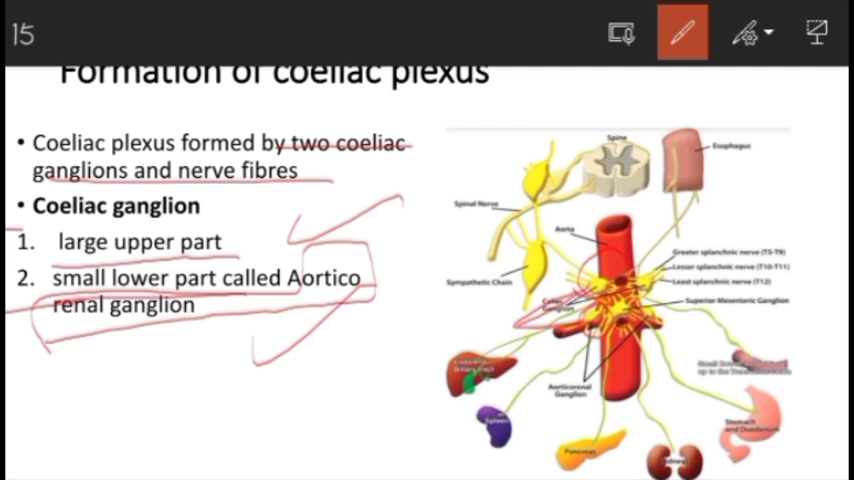 15
Formation of coeliac plexus
• Coeliac plexus formed by two coeliac
ganglions and nerve fibres
• Coeliac ganglion
1. large upper part
2. small lower part called Aortico
renal ganglion
Spine
Esophagus
Spinal Nerve
Aorta
Greater splanchnic nerve (T5-T9)
Lesser splanchnic nerve (T10-T11)
Least splanchnic nerve (T12)
Sympathetic Chain
Ganglion
Superior Mesenteric Ganglion
Aorticorenal
Ganglion
Spleen
Stomach
and Duodenum
Pancreas